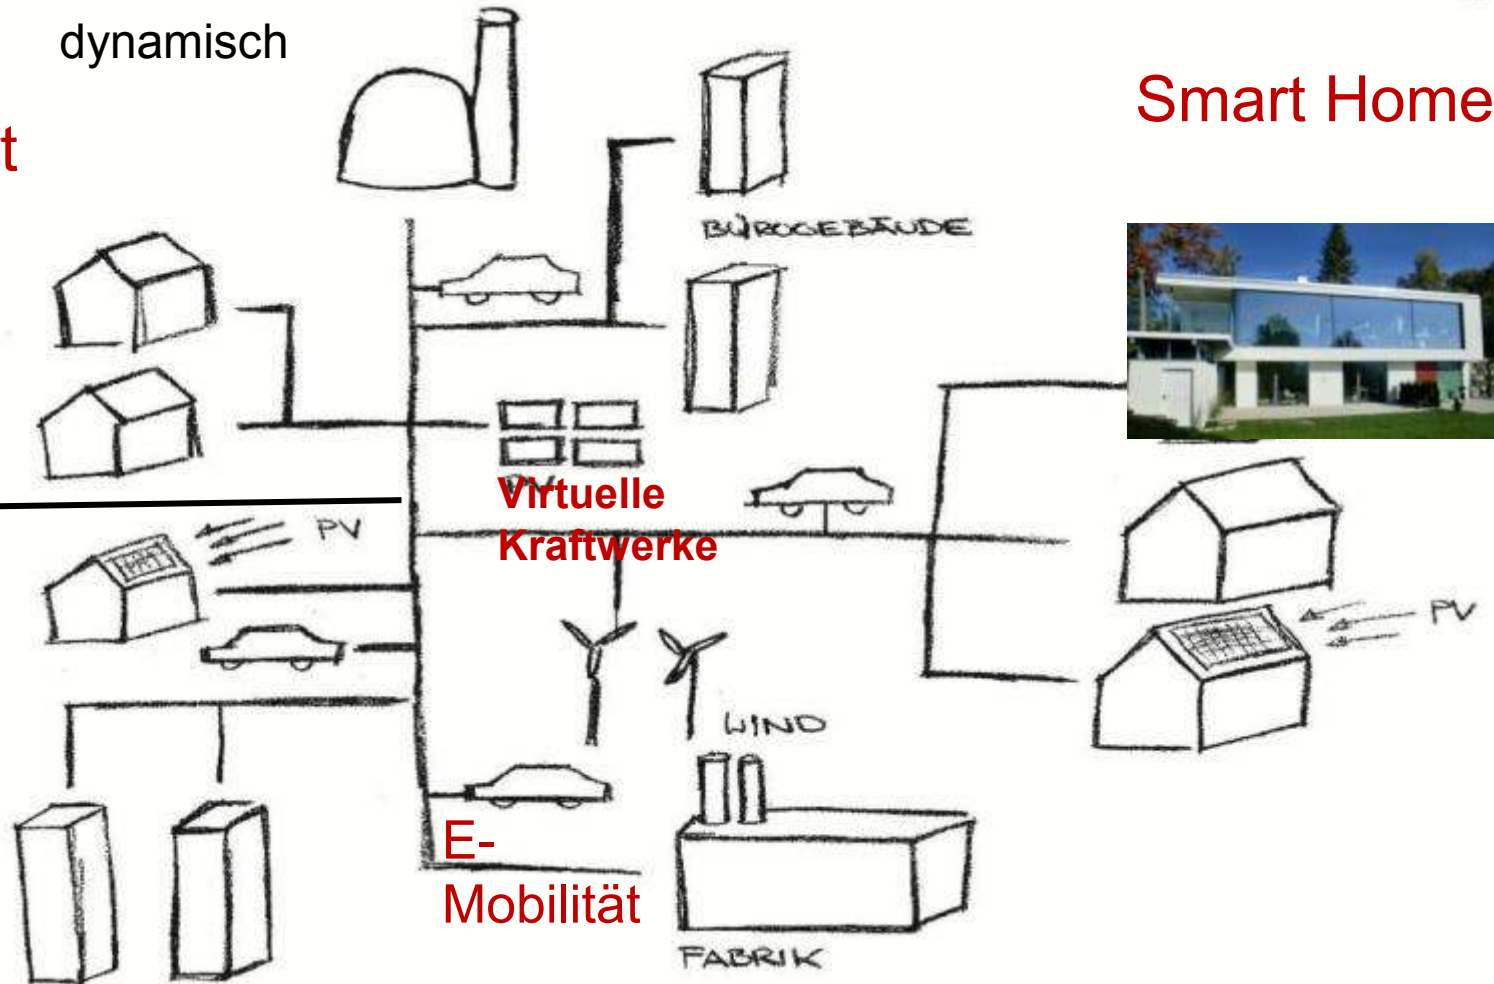 dynamisch
Smart Home
t
BÜROGEBÄUDE
PV
Virtuelle
Kraftwerke
PV
PV
WIND
E-
Mobilität
FABRIK